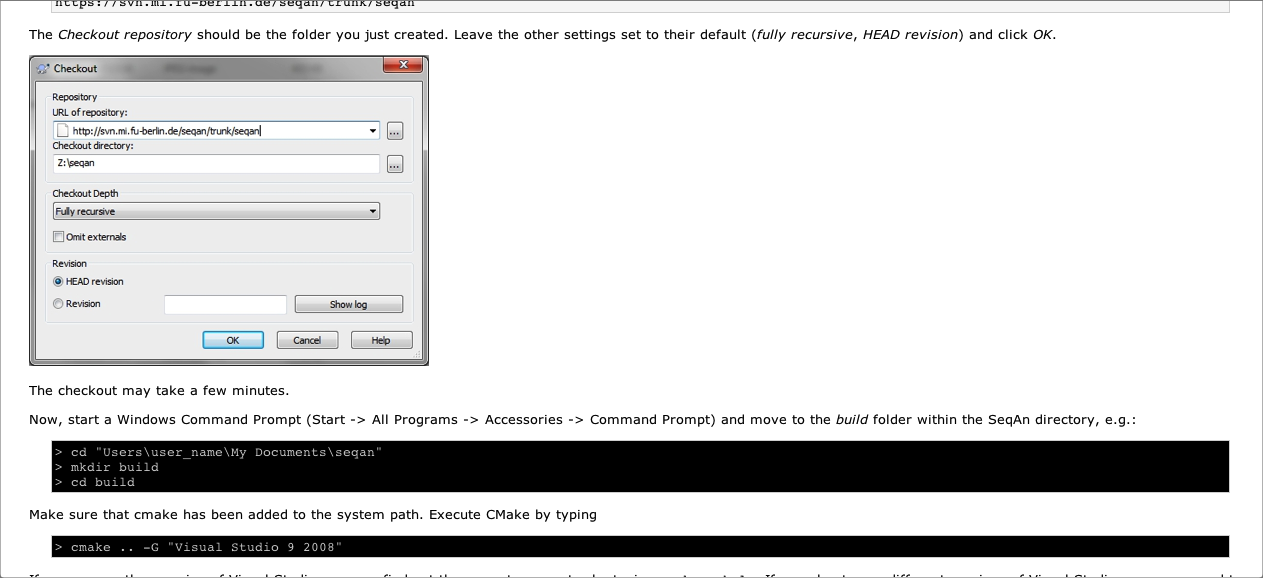 https://svn.mi.fu-berlin.de/seqan/trunk/seqan
The Checkout repository should be the folder you just created. Leave the other settings set to their default (fully recursive, HEAD revision) and click OK.
Checkout
Repository
URL of repository:
http://svn.mi.fu-berlin.de/seqan/trunk/seqan
...
Checkout directory:
Z:\seqan
...
Checkout Depth
Fully recursive
Omit externals
Revision
HEAD revision
Revision
Show log
OK Cancel Help
The checkout may take a few minutes.
Now, start a Windows Command Prompt (Start -> All Programs -> Accessories -> Command Prompt) and move to the build folder within the SeqAn directory, e.g.:
> cd "Users\user_name\My Documents\seqan"
> mkdir build
> cd build
Make sure that cmake has been added to the system path. Execute CMake by typing
> cmake .. -G "Visual Studio 9 2008"